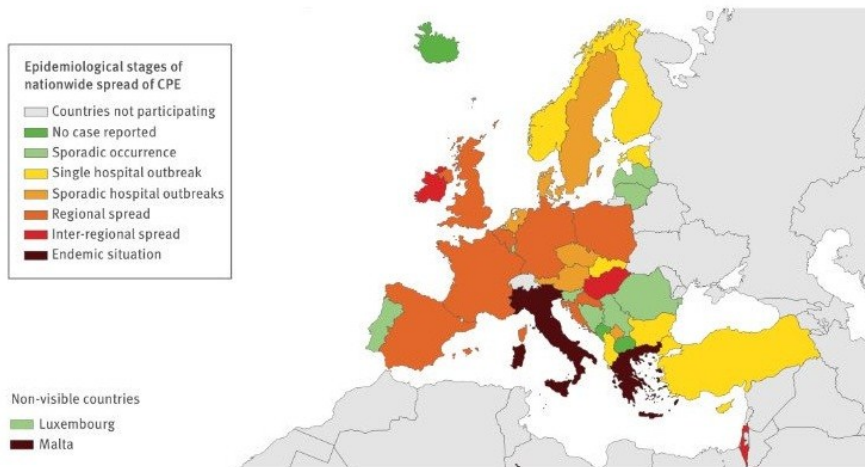 Epidemiological stages of
nationwide spread of CPE
Countries not participating
No case reported
Sporadic occurrence
Single hospital outbreak
Sporadic hospital outbreaks
Regional spread
Inter-regional spread
Endemic situation
Non-visible countries
Luxembourg
Malta